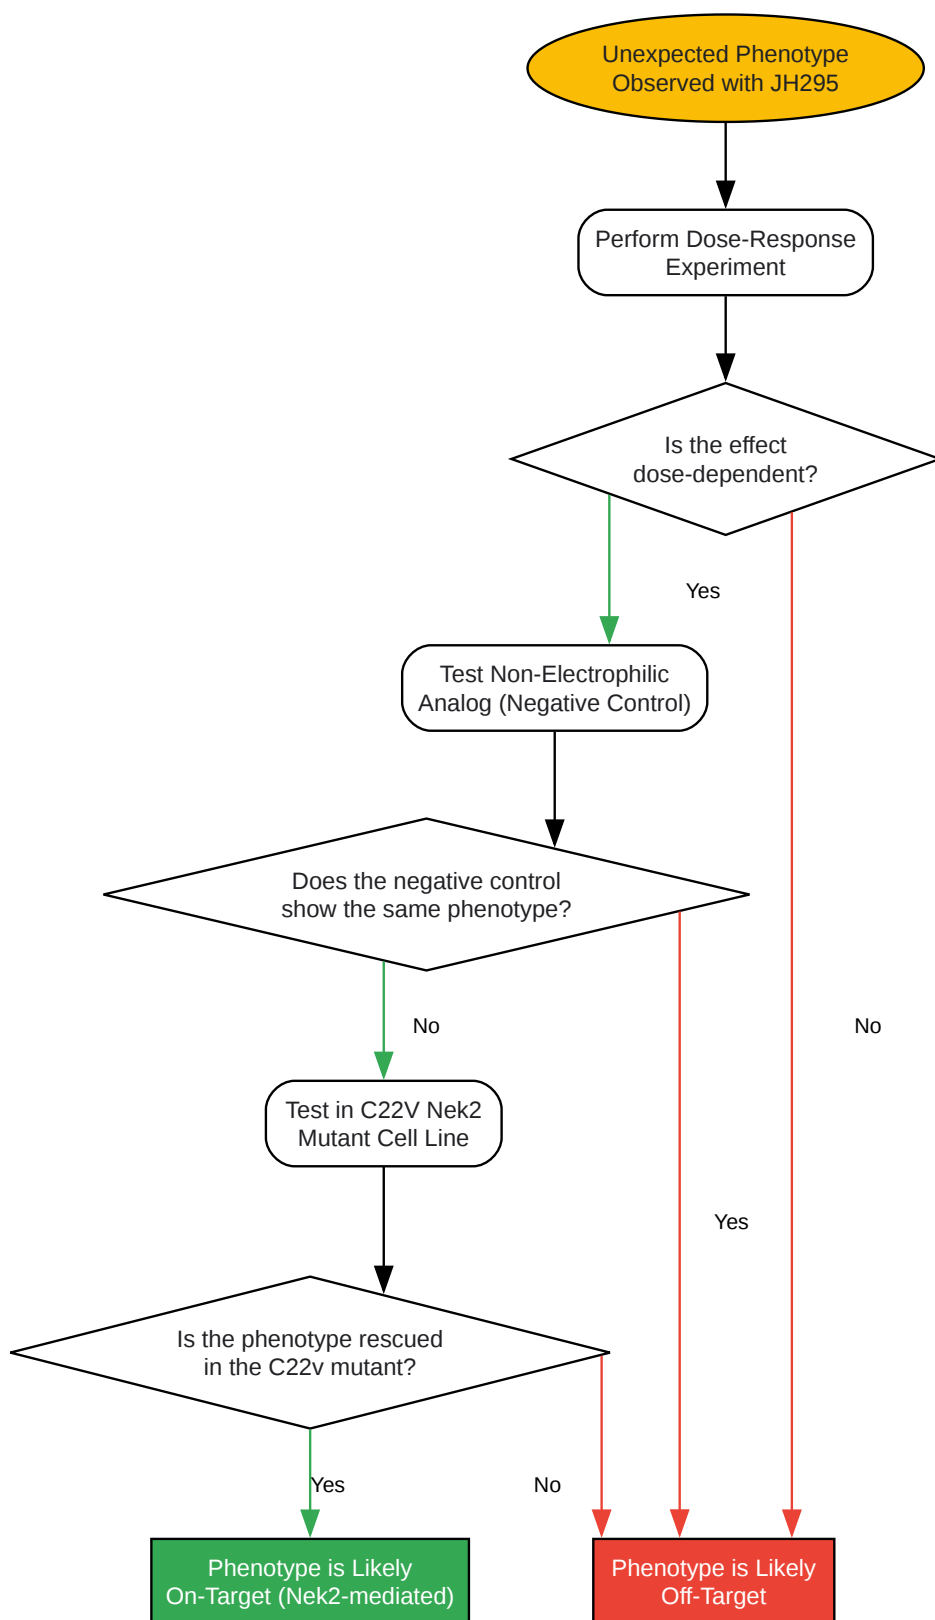 Unexpected Phenotype
Observed with JH295
Perform Dose-Response
Experiment
Is the effect
dose-dependent?
Yes
Test Non-Electrophilic
Analog (Negative Control)
Does the negative control
show the same phenotype?
No
No
Test in C22V Nek2
Mutant Cell Line
Yes
Is the phenotype rescued
in the C22v mutant?
Yes
No
Phenotype is Likely
On-Target (Nek2-mediated)
Phenotype is Likely
Off-Target